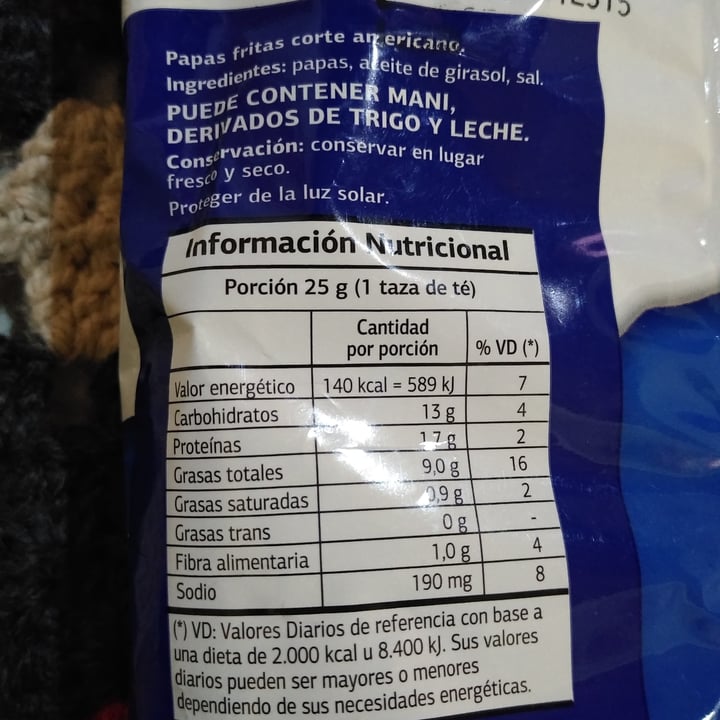 Papas fritas corte americano.
Ingredientes: papas, aceite de girasol, sal.
PUEDE CONTENER MANI,
DERIVADOS DE TRIGO Y LECHE.
Conservación: conservar en lugar
fresco y seco.
Proteger de la luz solar.
Información Nutricional
Porción 25 g (1 taza de té)
Cantidad
por porción % VD (*)
Valor energético 140 kcal = 589 kJ 7
Carbohidratos 13 g 4
Proteínas 1,7 g 2
Grasas totales 9,0 g 16
Grasas saturadas 0,9 g 2
Grasas trans 0 g -
Fibra alimentaria 1,0 g 4
Sodio 190 mg 8
(*) VD: Valores Diarios de referencia con base a
una dieta de 2.000 kcal u 8.400 kJ. Sus valores
diarios pueden ser mayores o menores
dependiendo de sus necesidades energéticas.